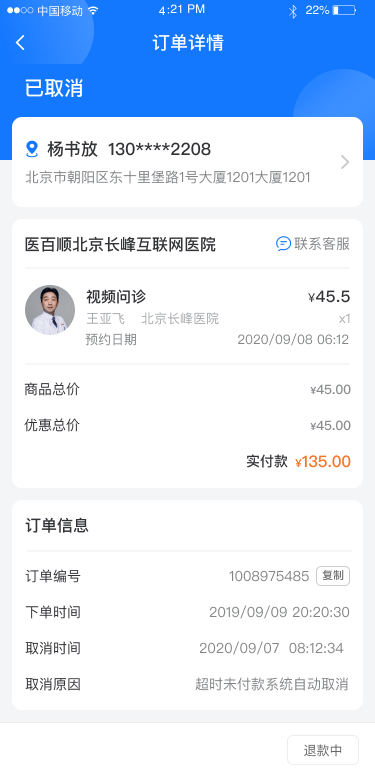 中国移动 4:21 PM 22%
订单详情
已取消
杨书放 130****2208
北京市朝阳区东十里堡路1号大厦1201大厦1201
医百顺北京长峰互联网医院 联系客服
视频问诊 ¥45.5
王亚飞 北京长峰医院 x1
预约日期 2020/09/08 06:12
商品总价 ¥45.00
优惠总价 ¥45.00
实付款 ¥135.00
订单信息
订单编号 1008975485 复制
下单时间 2019/09/09 20:20:30
取消时间 2020/09/07 08:12:34
取消原因 超时未付款系统自动取消
退款中